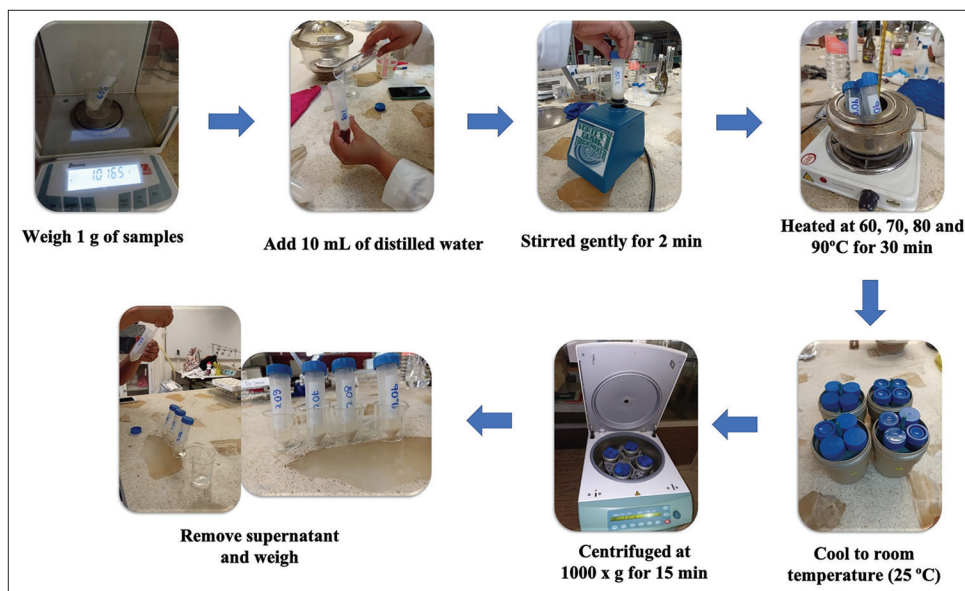 Weigh 1 g of samples
Add 10 mL of distilled water
Stirred gently for 2 min
Heated at 60, 70, 80 and
90ºC for 30 min
Cool to room
temperature (25 ºC)
Centrifuged at
1000 x g for 15 min
Remove supernatant
and weigh
10165
VORTEX